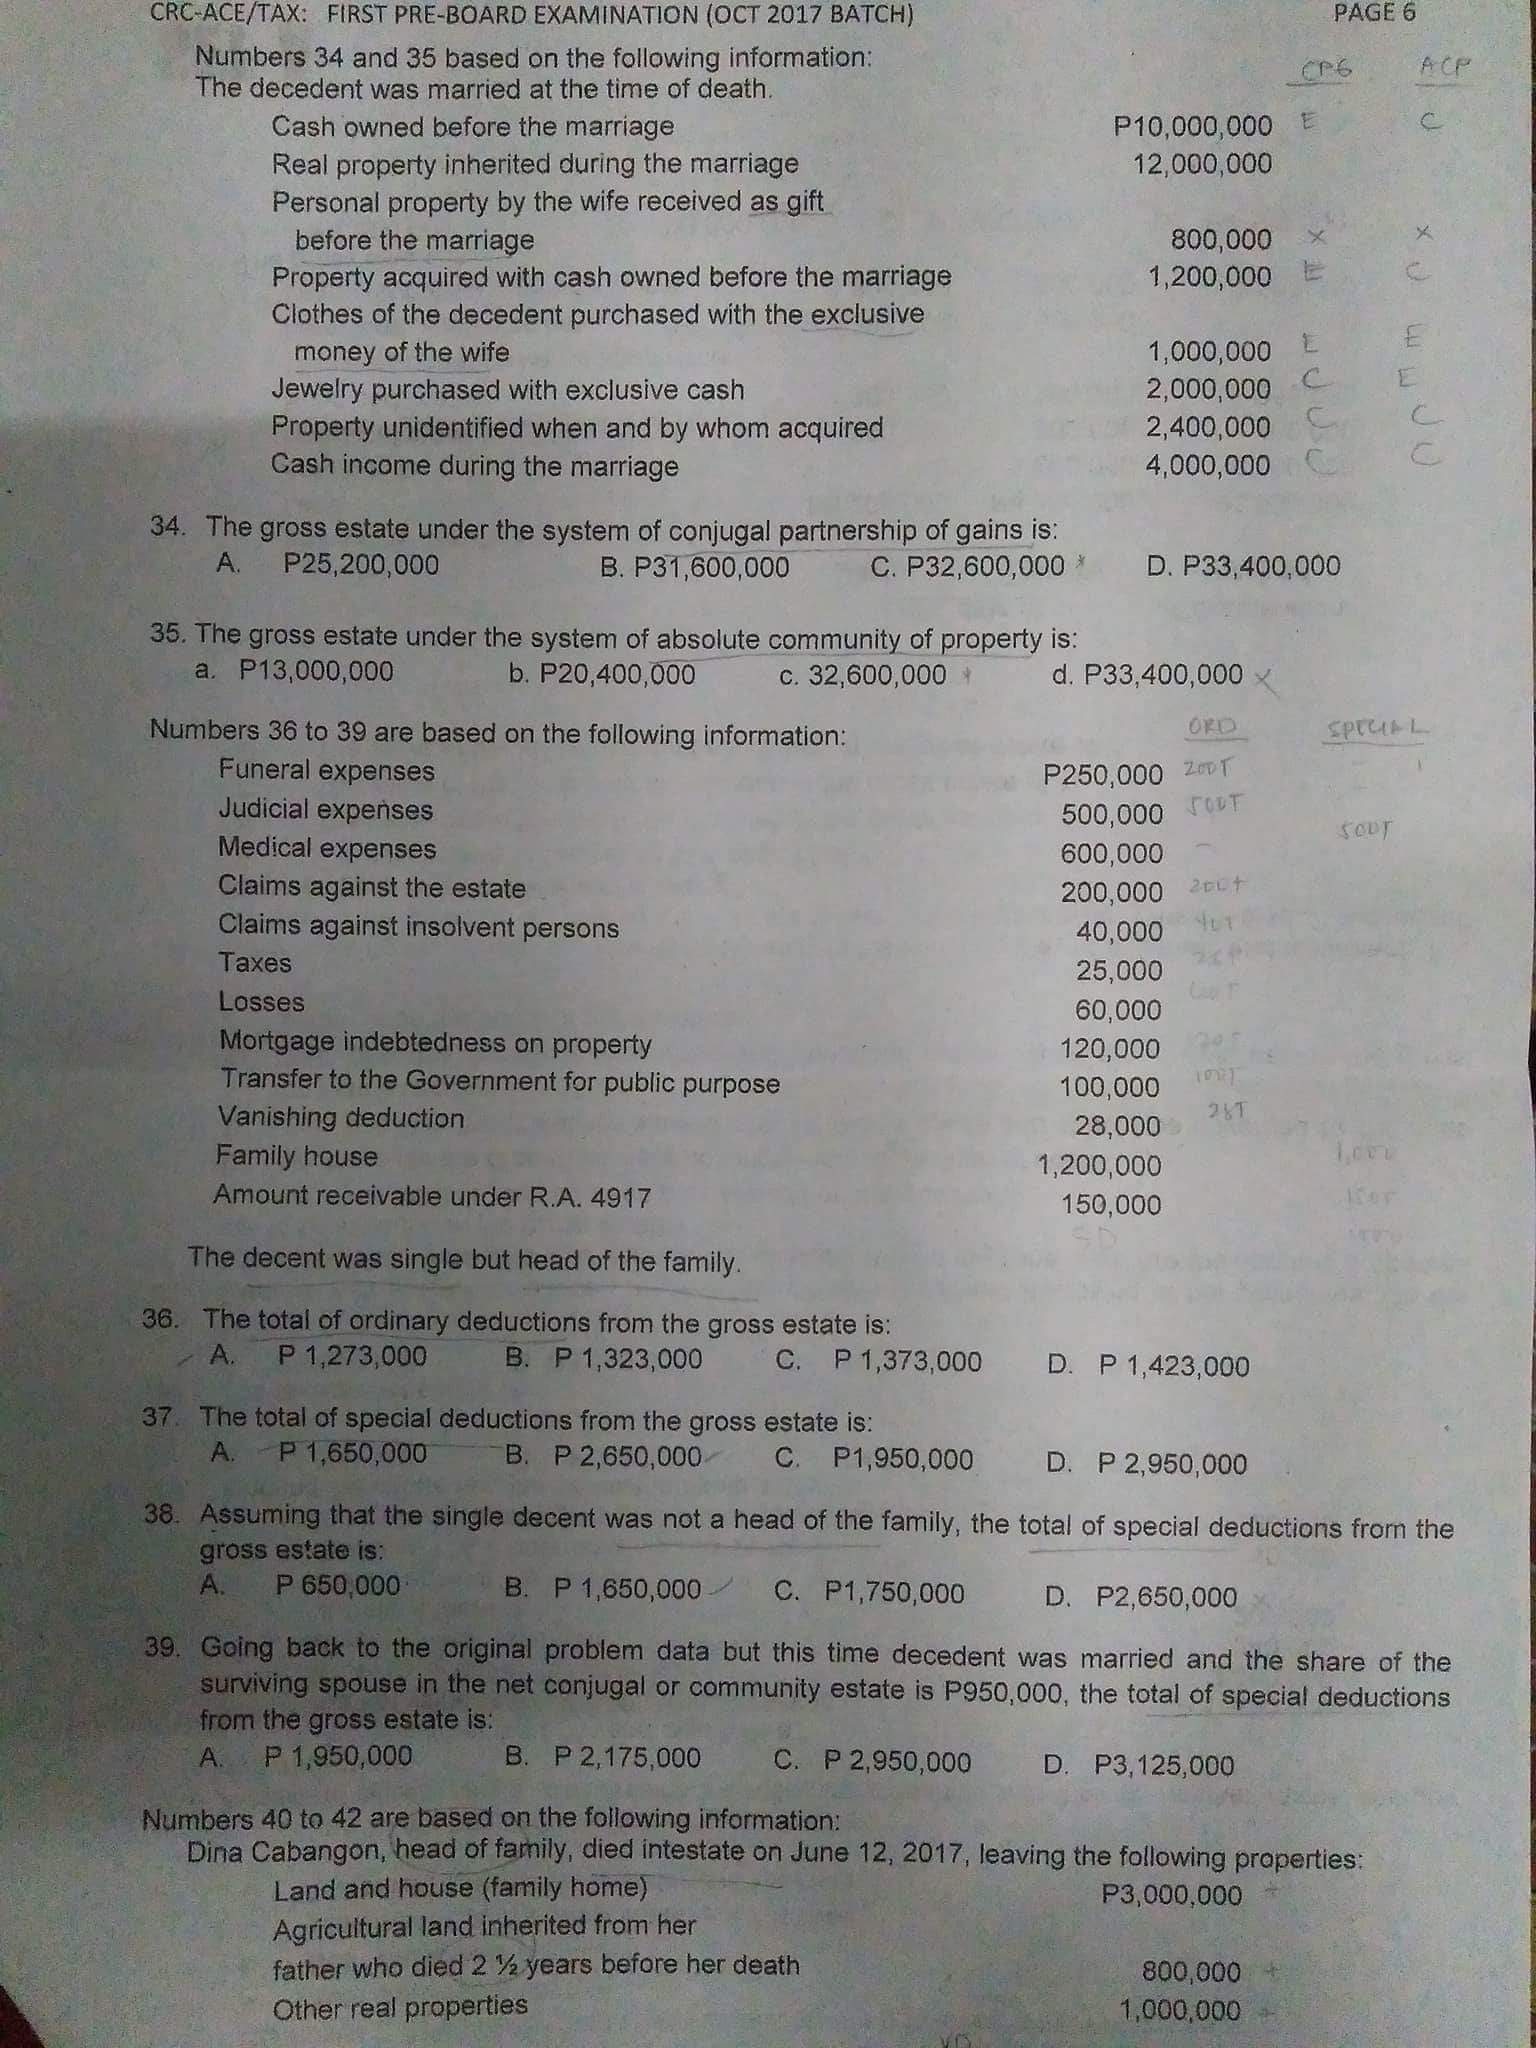 CRC-ACE/TAX: FIRST PRE-BOARD EXAMINATION (OCT 2017 BATCH) PAGE 6
Numbers 34 and 35 based on the following information:
The decedent was married at the time of death. CPG ACP
Cash owned before the marriage P10,000,000 E C
Real property inherited during the marriage 12,000,000
Personal property by the wife received as gift
before the marriage 800,000 x x
Property acquired with cash owned before the marriage 1,200,000 E C
Clothes of the decedent purchased with the exclusive
money of the wife 1,000,000 E E
Jewelry purchased with exclusive cash 2,000,000 C E
Property unidentified when and by whom acquired 2,400,000 C C
Cash income during the marriage 4,000,000 C C
34. The gross estate under the system of conjugal partnership of gains is:
A. P25,200,000 B. P31,600,000 C. P32,600,000 D. P33,400,000
35. The gross estate under the system of absolute community of property is:
a. P13,000,000 b. P20,400,000 c. 32,600,000 d. P33,400,000 x
Numbers 36 to 39 are based on the following information: ORD SPECIAL
Funeral expenses P250,000 200T
Judicial expenses 500,000 500T
Medical expenses 600,000 - 500T
Claims against the estate 200,000 200T
Claims against insolvent persons 40,000 40T
Taxes 25,000 25T
Losses 60,000
Mortgage indebtedness on property 120,000
Transfer to the Government for public purpose 100,000 100T
Vanishing deduction 28,000 28T
Family house 1,200,000
Amount receivable under R.A. 4917 150,000
SD
The decent was single but head of the family.
36. The total of ordinary deductions from the gross estate is:
A. P 1,273,000 B. P 1,323,000 C. P 1,373,000 D. P 1,423,000
37. The total of special deductions from the gross estate is:
A. P 1,650,000 B. P 2,650,000 C. P1,950,000 D. P 2,950,000
38. Assuming that the single decent was not a head of the family, the total of special deductions from the
gross estate is:
A. P 650,000 B. P 1,650,000 C. P1,750,000 D. P2,650,000
39. Going back to the original problem data but this time decedent was married and the share of the
surviving spouse in the net conjugal or community estate is P950,000, the total of special deductions
from the gross estate is:
A. P 1,950,000 B. P 2,175,000 C. P 2,950,000 D. P3,125,000
Numbers 40 to 42 are based on the following information:
Dina Cabangon, head of family, died intestate on June 12, 2017, leaving the following properties:
Land and house (family home) P3,000,000
Agricultural land inherited from her
father who died 2 ½ years before her death 800,000
Other real properties 1,000,000